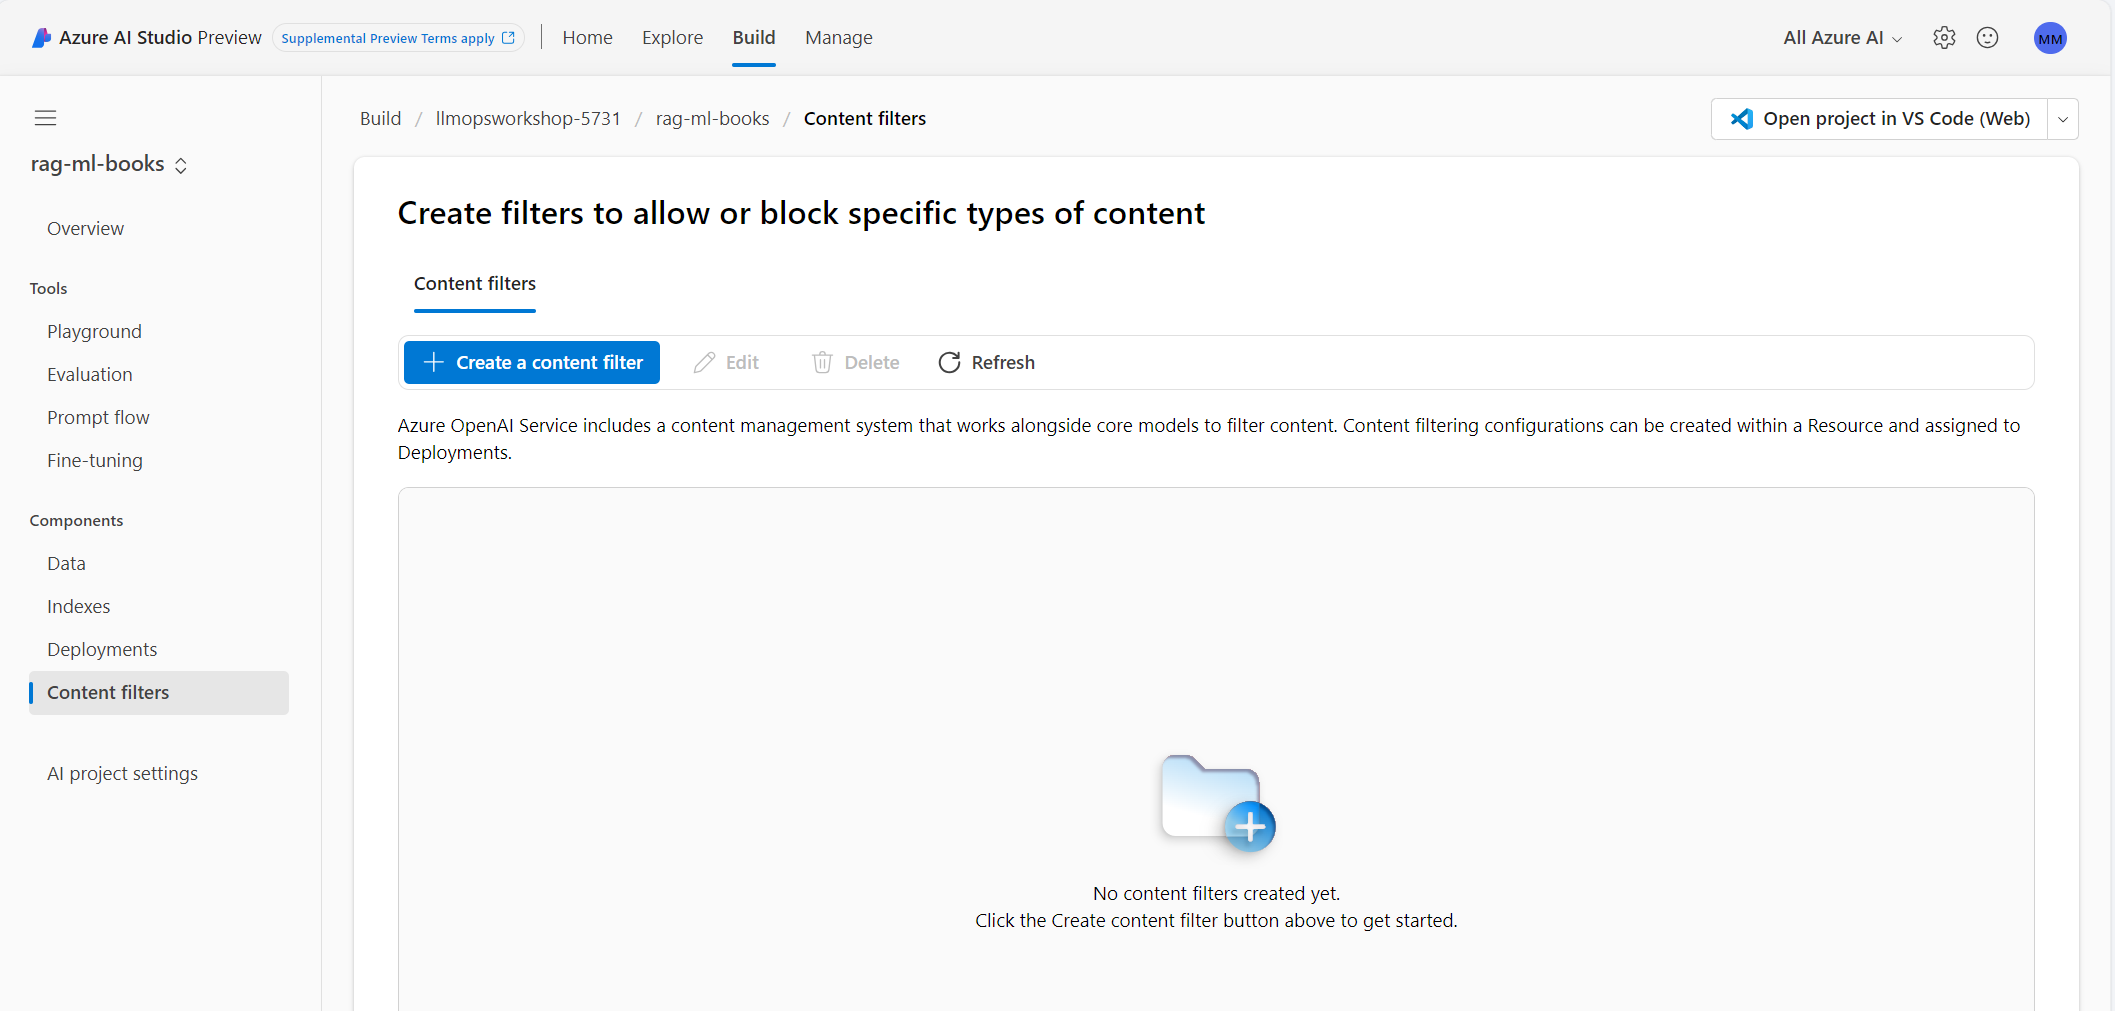 Azure AI Studio Preview
Supplemental Preview Terms apply
Home
Explore
Build
Manage
All Azure AI
MM
rag-ml-books
Overview
Tools
Playground
Evaluation
Prompt flow
Fine-tuning
Components
Data
Indexes
Deployments
Content filters
AI project settings
Build / llmopsworkshop-5731 / rag-ml-books / Content filters
Open project in VS Code (Web)
Create filters to allow or block specific types of content
Content filters
Create a content filter
Edit
Delete
Refresh
Azure OpenAI Service includes a content management system that works alongside core models to filter content. Content filtering configurations can be created within a Resource and assigned to
Deployments.
No content filters created yet.
Click the Create content filter button above to get started.